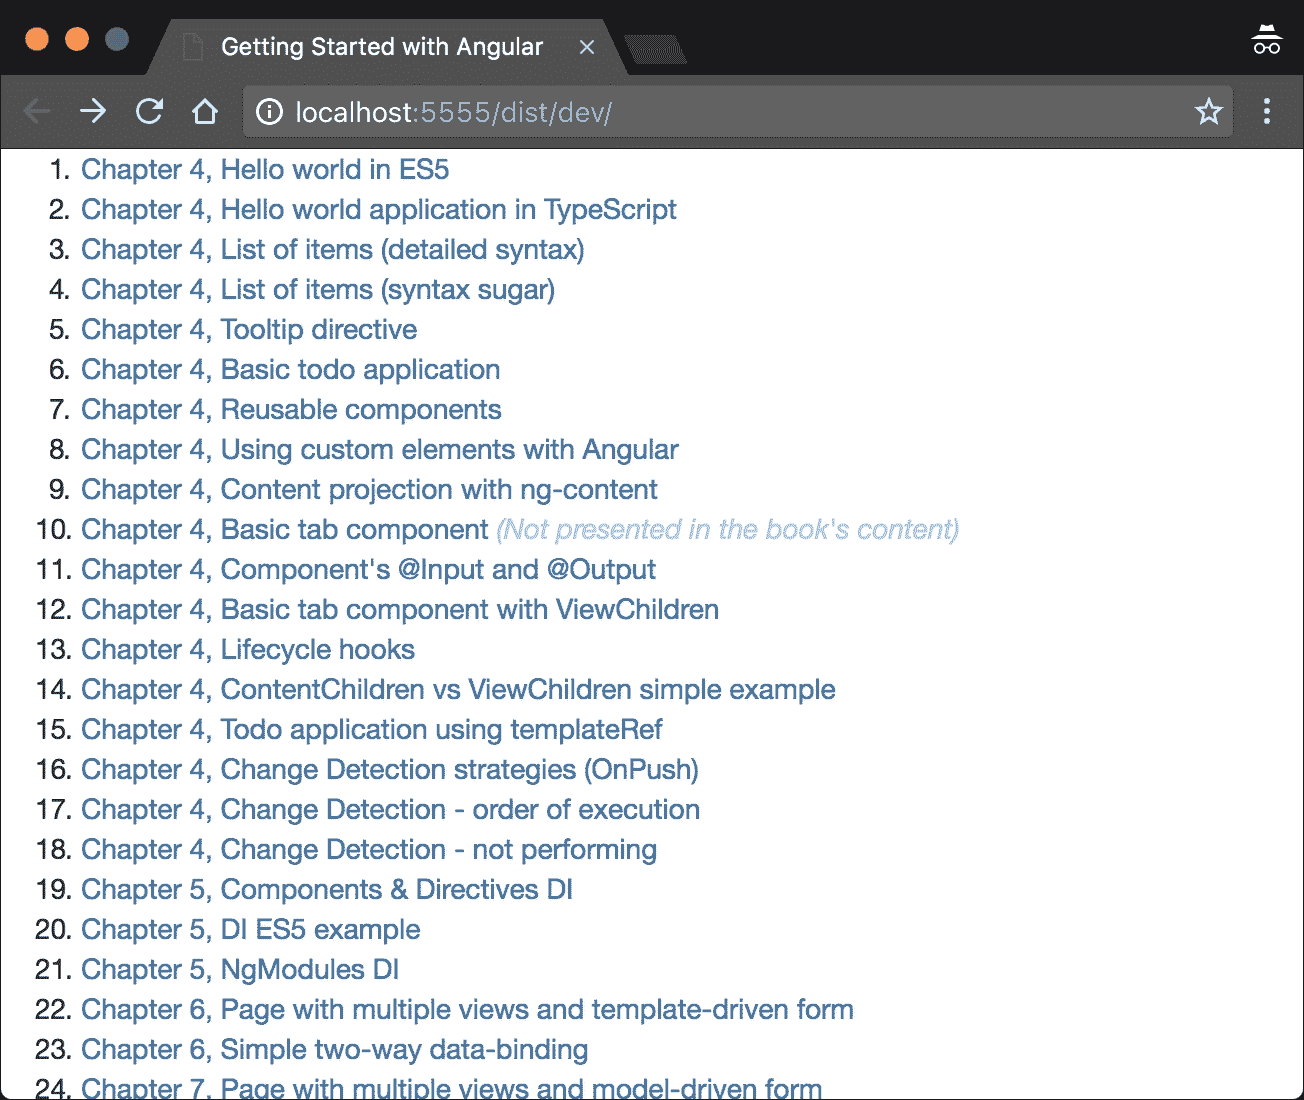 Getting Started with Angular
localhost:5555/dist/dev/
1. Chapter 4, Hello world in ES5
2. Chapter 4, Hello world application in TypeScript
3. Chapter 4, List of items (detailed syntax)
4. Chapter 4, List of items (syntax sugar)
5. Chapter 4, Tooltip directive
6. Chapter 4, Basic todo application
7. Chapter 4, Reusable components
8. Chapter 4, Using custom elements with Angular
9. Chapter 4, Content projection with ng-content
10. Chapter 4, Basic tab component (Not presented in the book's content)
11. Chapter 4, Component's @Input and @Output
12. Chapter 4, Basic tab component with ViewChildren
13. Chapter 4, Lifecycle hooks
14. Chapter 4, ContentChildren vs ViewChildren simple example
15. Chapter 4, Todo application using templateRef
16. Chapter 4, Change Detection strategies (OnPush)
17. Chapter 4, Change Detection - order of execution
18. Chapter 4, Change Detection - not performing
19. Chapter 5, Components & Directives DI
20. Chapter 5, DI ES5 example
21. Chapter 5, NgModules DI
22. Chapter 6, Page with multiple views and template-driven form
23. Chapter 6, Simple two-way data-binding
24. Chapter 7, Page with multiple views and model-driven form